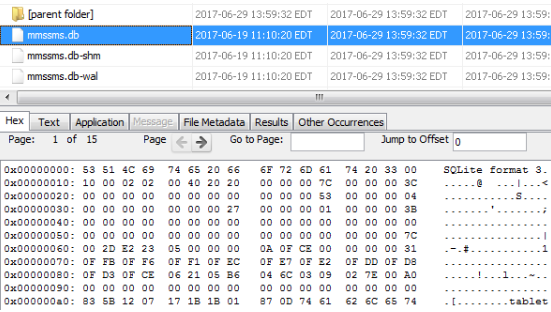 [parent folder] 2017-06-29 13:59:32 EDT 2017-06-29 13:59:32 EDT 2017-06-29 13:59:
mmssms.db 2017-06-19 11:10:20 EDT 2017-06-29 13:59:32 EDT 2017-06-29 13:59:
mmssms.db-shm 2017-06-19 11:10:20 EDT 2017-06-29 13:59:32 EDT 2017-06-29 13:59:
mmssms.db-wal 2017-06-19 11:10:20 EDT 2017-06-29 13:59:32 EDT 2017-06-29 13:59:
Hex Text Application Message File Metadata Results Other Occurrences
Page: 1 of 15 Page Go to Page: Jump to Offset 0
0x00000000: 53 51 4C 69 74 65 20 66 6F 72 6D 61 74 20 33 00 SQLite format 3.
0x00000010: 10 00 02 02 00 40 20 20 00 00 00 7C 00 00 00 3C .....@ ...|...<
0x00000020: 00 00 00 00 00 00 00 00 00 00 00 53 00 00 00 04 ...........S....
0x00000030: 00 00 00 00 00 00 00 27 00 00 00 01 00 00 00 3B .......'.......;
0x00000040: 00 00 00 00 00 00 00 00 00 00 00 00 00 00 00 00 ................
0x00000050: 00 00 00 00 00 00 00 00 00 00 00 00 00 00 00 7C ...............|
0x00000060: 00 2D E2 23 05 00 00 00 0A 0F CE 00 00 00 00 31 .-.#...........1
0x00000070: 0F FB 0F F6 0F F1 0F EC 0F E7 0F E2 0F DD 0F D8 ................
0x00000080: 0F D3 0F CE 06 21 05 B6 04 6C 03 09 02 7E 00 A0 .....!...l...~..
0x00000090: 00 00 00 00 00 00 00 00 00 00 00 00 00 00 00 00 ................
0x000000a0: 83 5B 12 07 17 1B 1B 01 87 0D 74 61 62 6C 65 74 .[........tablet